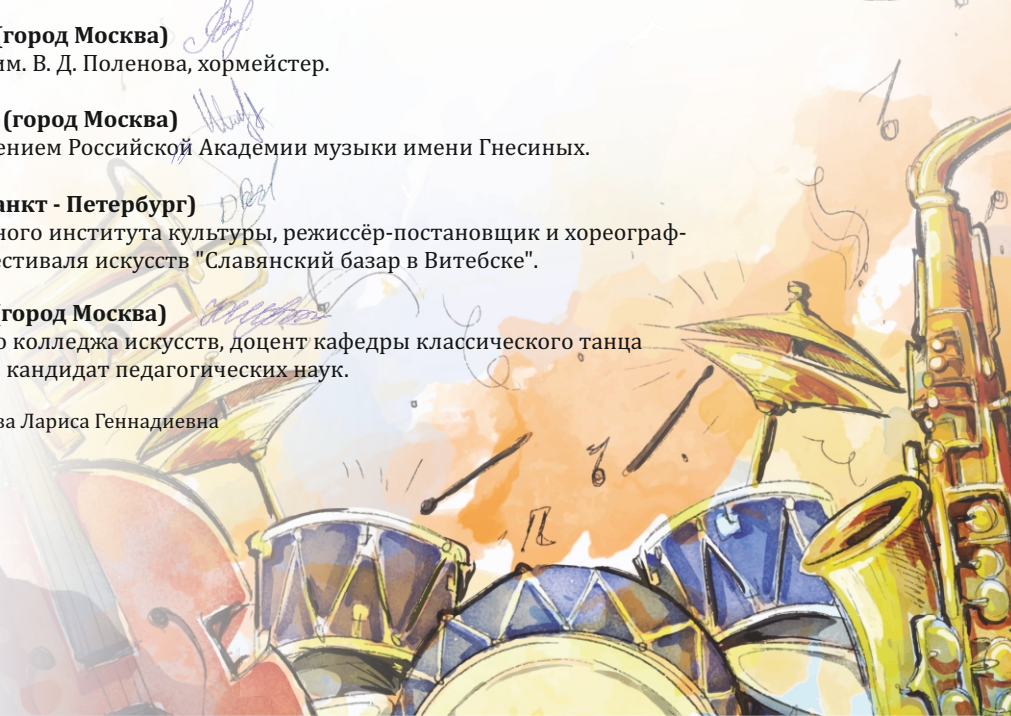 (город Москва)
им. В. Д. Поленова, хормейстер.
(город Москва)
ением Российской Академии музыки имени Гнесиных.
анкт - Петербург)
ного института культуры, режиссёр-постановщик и хореограф-
естиваля искусств "Славянский базар в Витебске".
(город Москва)
о колледжа искусств, доцент кафедры классического танца
кандидат педагогических наук.
ва Лариса Геннадиевна